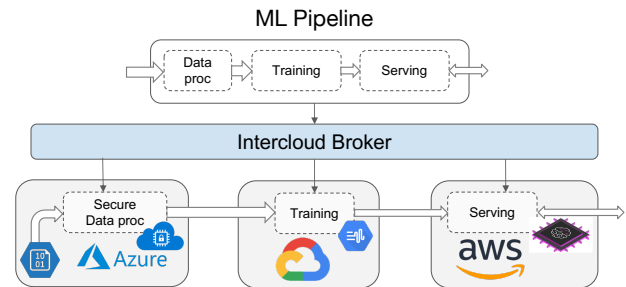 ML Pipeline
Data
proc
Training
Serving
Intercloud Broker
Secure
Data proc
Training
Serving
10
01
Azure
aws